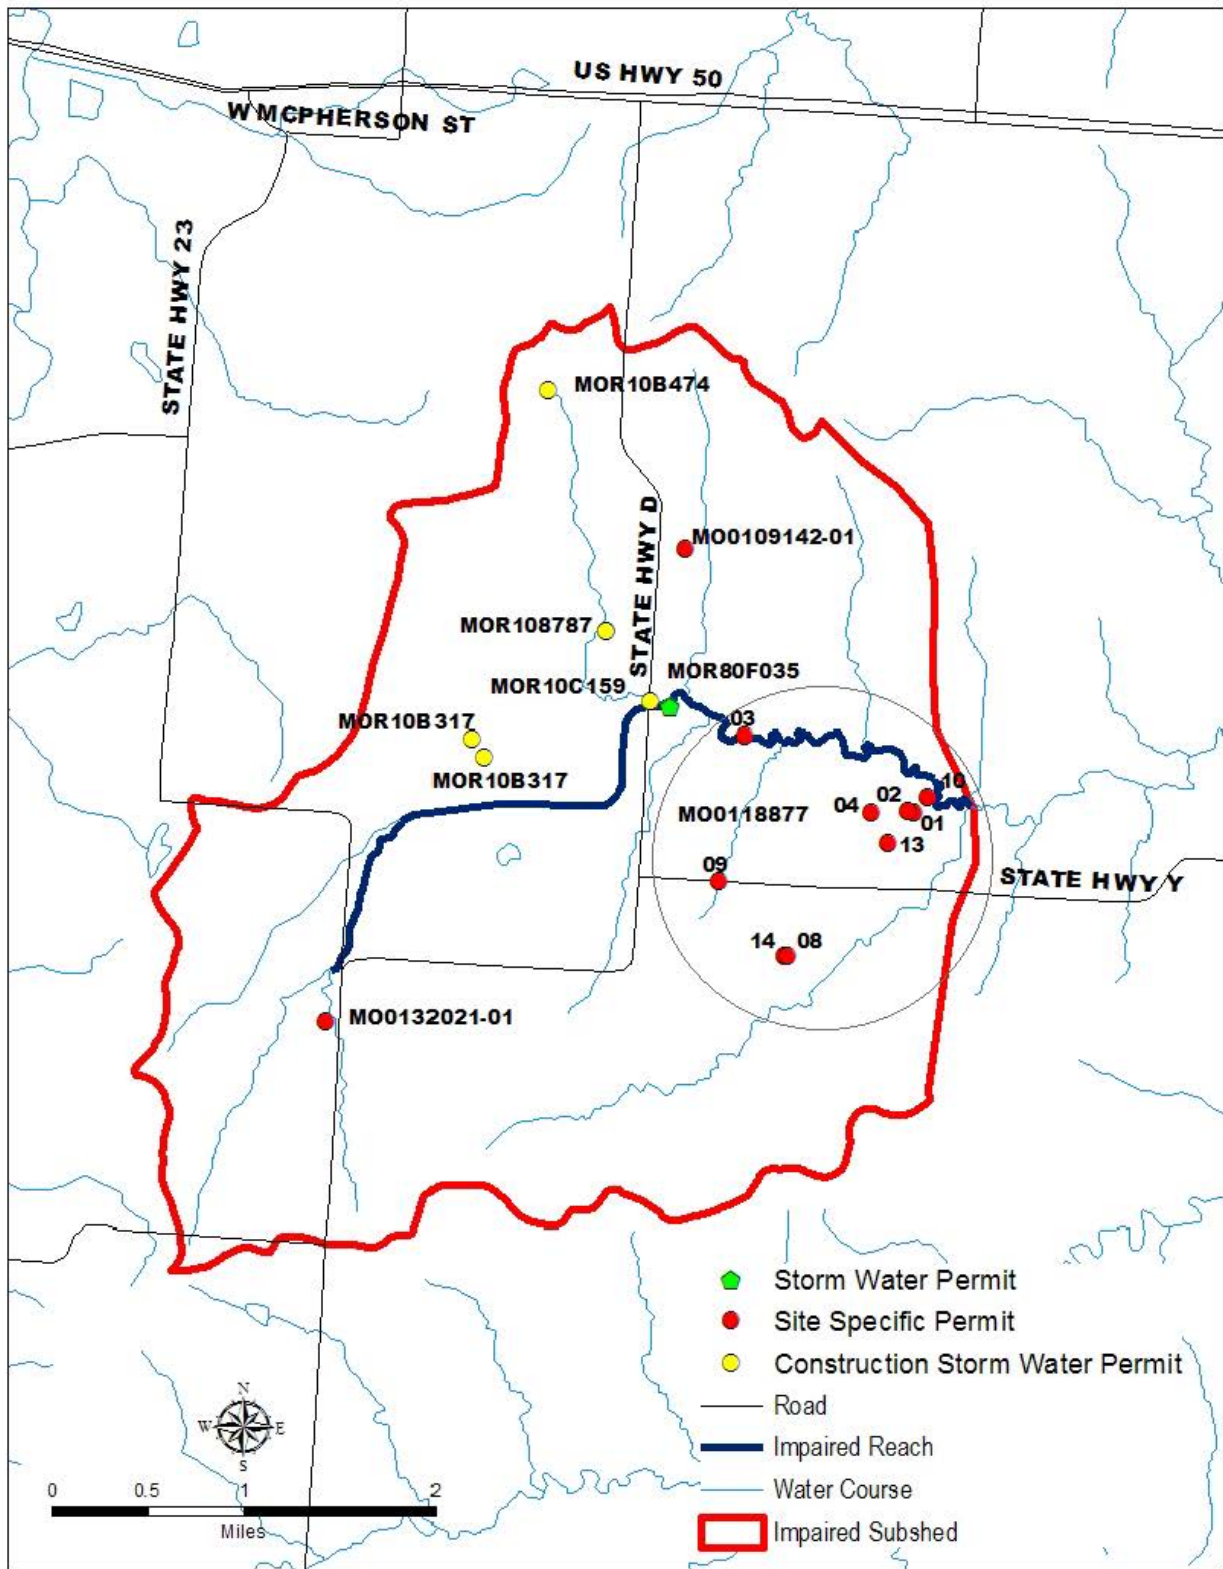 US HWY 50
W MCPHERSON ST
STATE HWY 23
MOR10B474
STATE HWY D
MO0109142-01
MOR108787
MOR80F035
MOR10C159
MOR10B317
MOR10B317
03
10
02
04
01
MO0118877
13
09
STATE HWY Y
14
08
MO0132021-01
Storm Water Permit
Site Specific Permit
Construction Storm Water Permit
Road
Impaired Reach
Water Course
Impaired Subshed
N
W
E
S
0 0.5 1 2
Miles